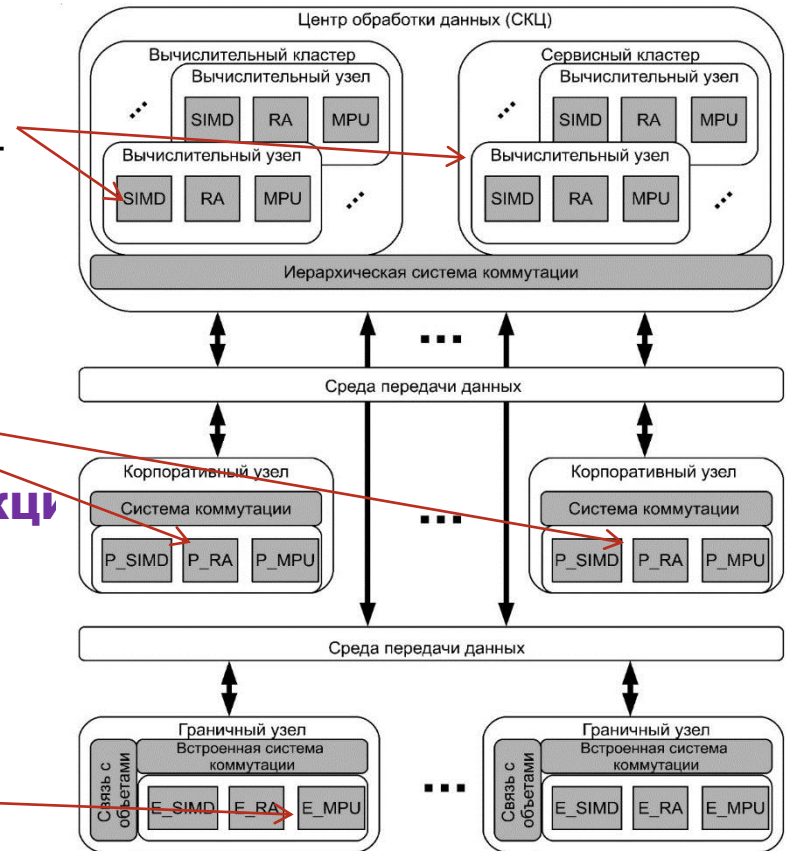 Центр обработки данных (СКЦ)
Вычислительный кластер
Вычислительный узел
SIMD RA MPU
Вычислительный узел
SIMD RA MPU
Сервисный кластер
Вычислительный узел
SIMD RA MPU
Вычислительный узел
SIMD RA MPU
Иерархическая система коммутации
Среда передачи данных
Корпоративный узел
Система коммутации
P_SIMD P_RA P_MPU
Корпоративный узел
Система коммутации
P_SIMD P_RA P_MPU
Среда передачи данных
Граничный узел
Связь с
объетами
Встроенная система
коммутации
E_SIMD E_RA E_MPU
Граничный узел
Связь с
объетами
Встроенная система
коммутации
E_SIMD E_RA E_MPU